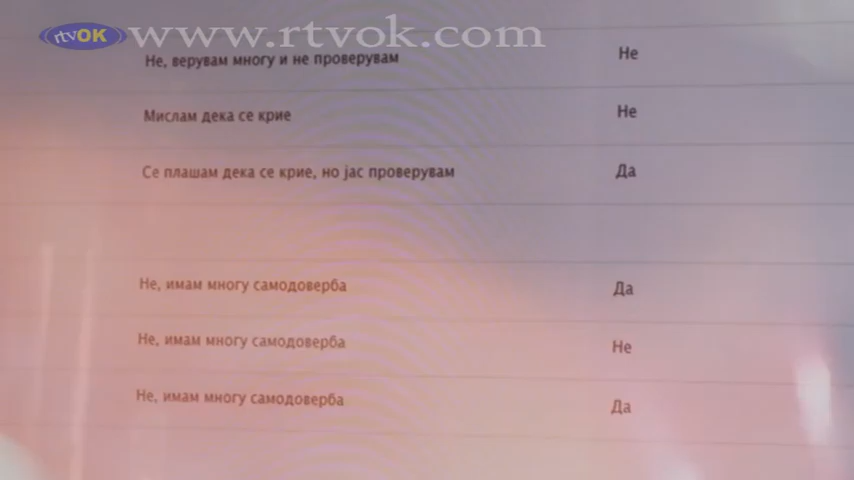 rtvOK www.rtvok.com
Не, верувам многу и не проверувам Не
Мислам дека се крие Не
Се плашам дека се крие, но јас проверувам Да
Не, имам многу самодоверба Да
Не, имам многу самодоверба Не
Не, имам многу самодоверба Да